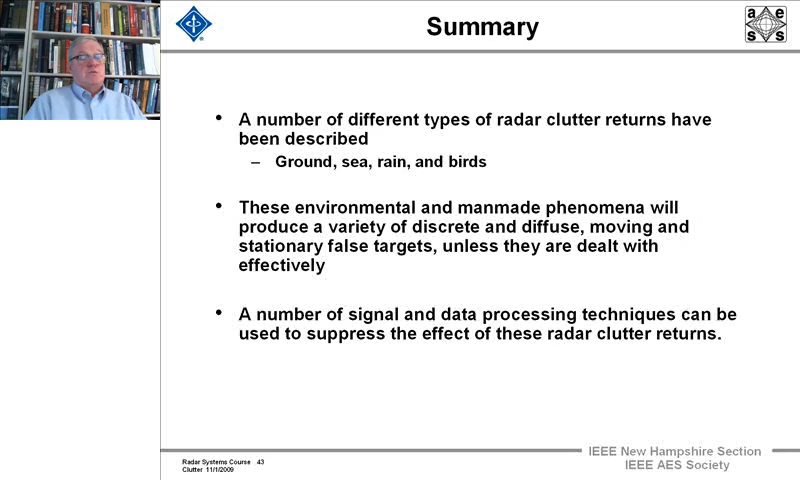 Summary
a e
s s
• A number of different types of radar clutter returns have
been described
– Ground, sea, rain, and birds
• These environmental and manmade phenomena will
produce a variety of discrete and diffuse, moving and
stationary false targets, unless they are dealt with
effectively
• A number of signal and data processing techniques can be
used to suppress the effect of these radar clutter returns.
Radar Systems Course 43
Clutter 11/1/2009
IEEE New Hampshire Section
IEEE AES Society